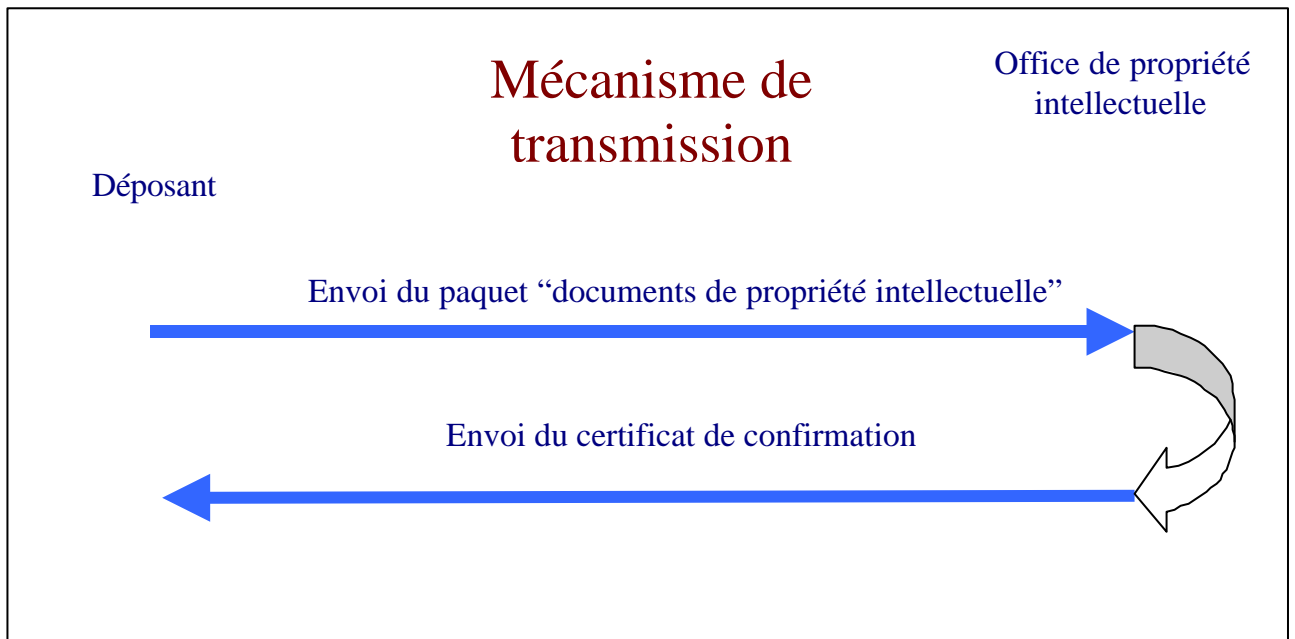 Mécanisme de
transmission
Office de propriété
intellectuelle
Déposant
Envoi du paquet “documents de propriété intellectuelle”
Envoi du certificat de confirmation